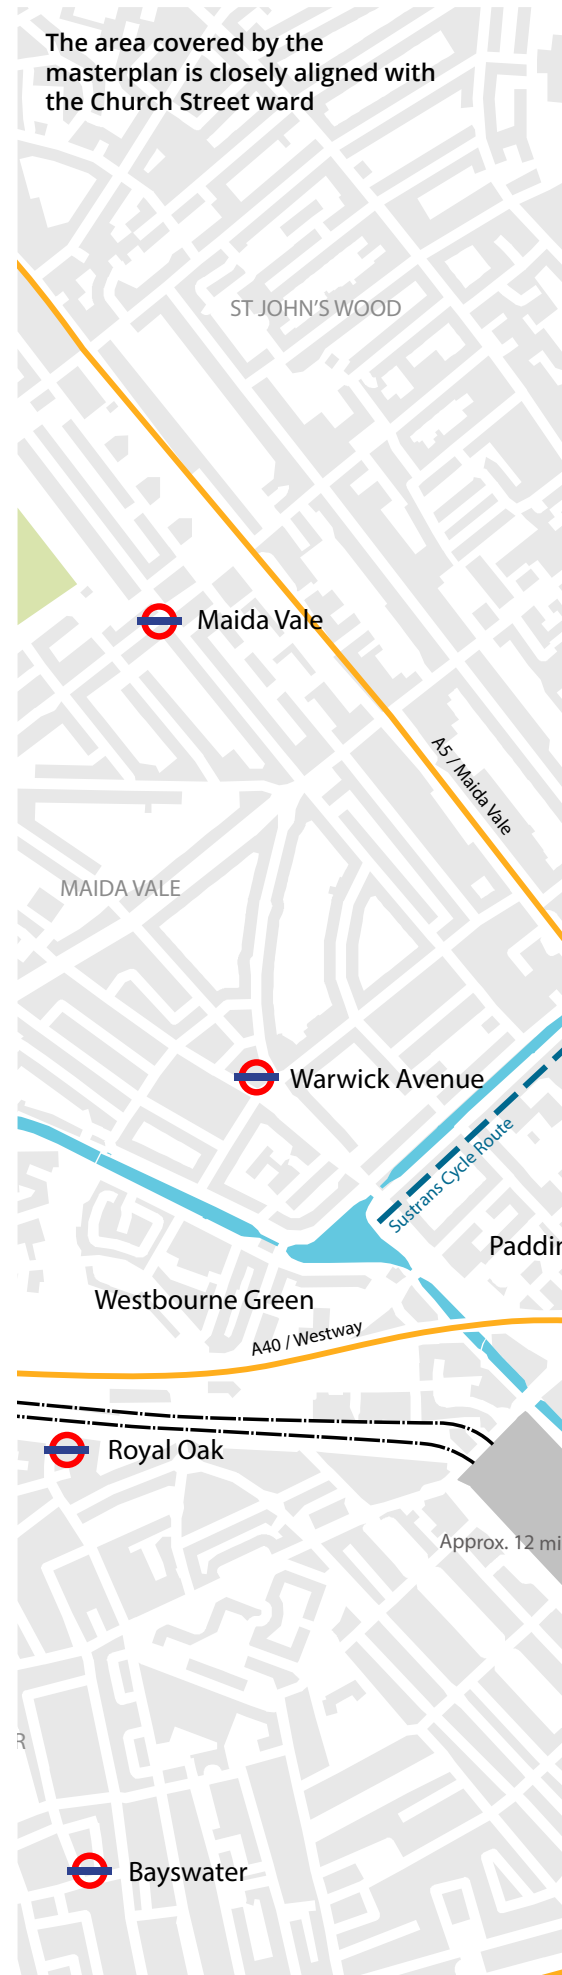 The area covered by the
masterplan is closely aligned with
the Church Street ward
ST JOHN'S WOOD
Maida Vale
A5 / Maida Vale
MAIDA VALE
Warwick Avenue
Sustrans Cycle Route
Paddin
Westbourne Green
A40 / Westway
Royal Oak
Approx. 12 mi
R
Bayswater